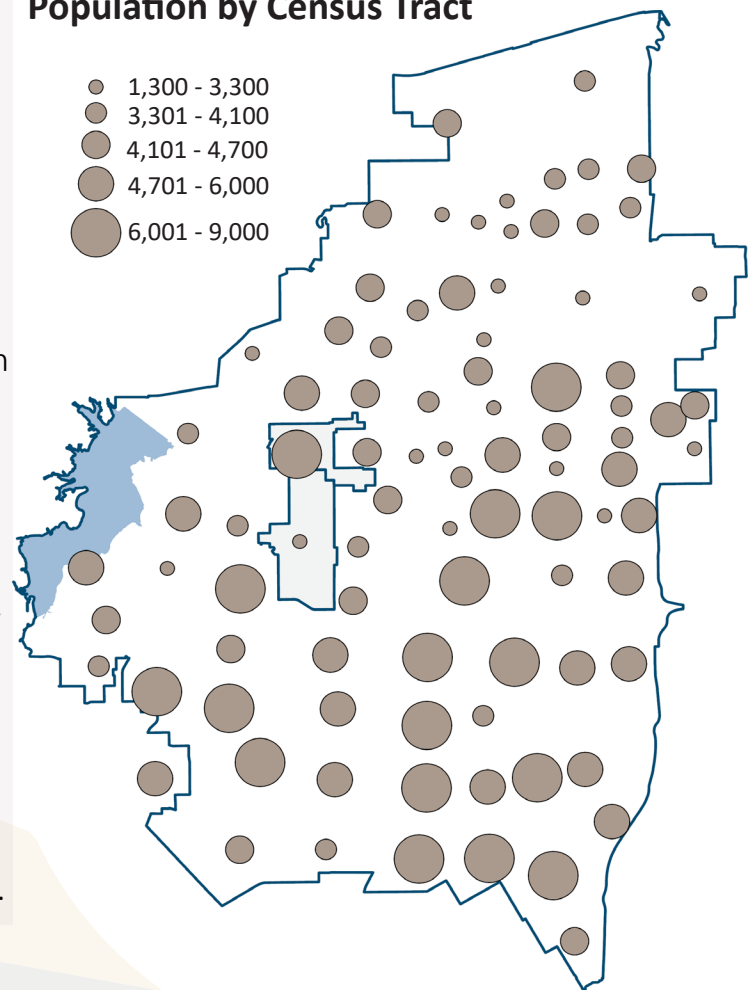 Population by Census Tract
1,300 - 3,300
3,301 - 4,100
4,101 - 4,700
4,701 - 6,000
6,001 - 9,000
n
.